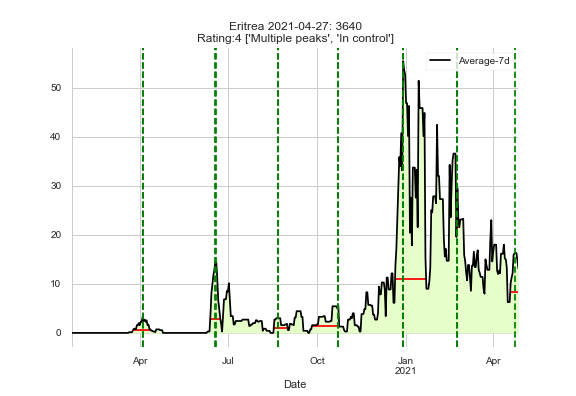 Eritrea 2021-04-27: 3640
Rating:4 ['Multiple peaks', 'In control']
Average-7d
50
40
30
20
10
0
Apr
Jul
Oct
Jan
2021
Apr
Date